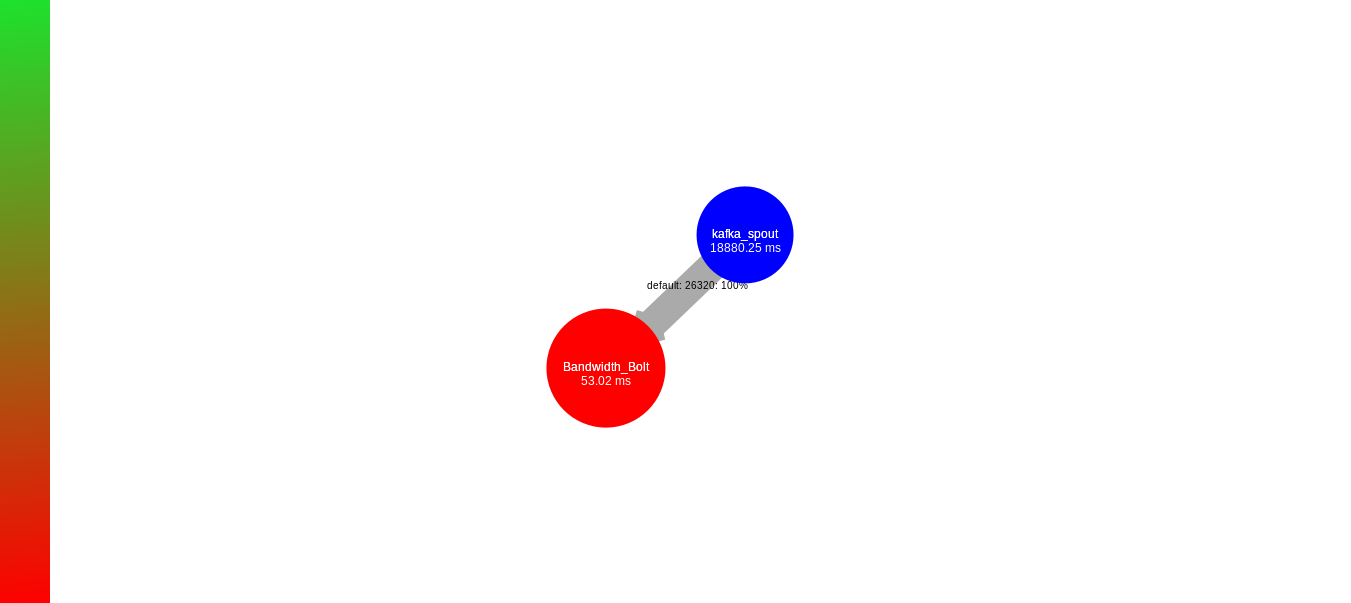 kafka_spout
18880.25 ms
default: 26320: 100%
Bandwidth_Bolt
53.02 ms